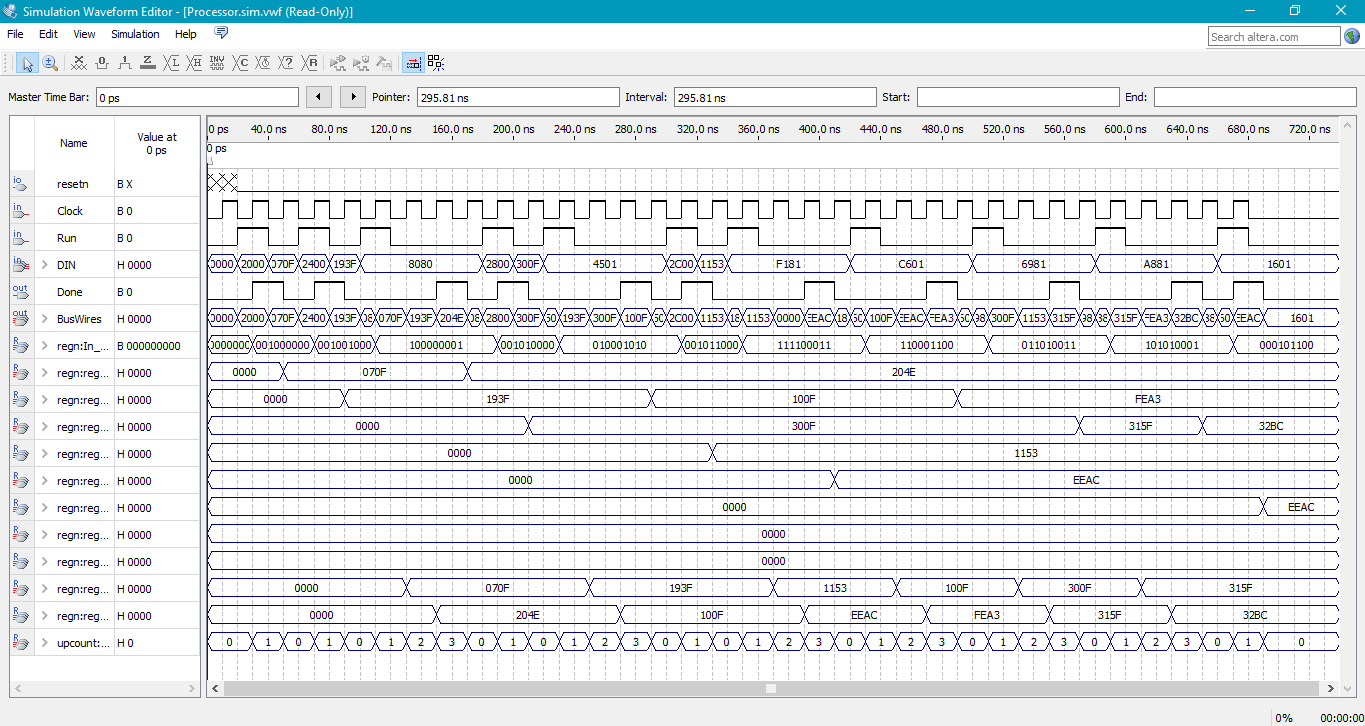 Simulation Waveform Editor - [Processor.sim.vwf (Read-Only)]
File Edit View Simulation Help
Search altera.com
Master Time Bar: 0 ps Pointer: 295.81 ns Interval: 295.81 ns Start: End:
Name Value at 0 ps
0 ps 40.0 ns 80.0 ns 120.0 ns 160.0 ns 200.0 ns 240.0 ns 280.0 ns 320.0 ns 360.0 ns 400.0 ns 440.0 ns 480.0 ns 520.0 ns 560.0 ns 600.0 ns 640.0 ns 680.0 ns 720.0 ns
0 ps
resetn B X
Clock B 0
Run B 0
DIN H 0000 0000 2000 070F 2400 193F 8080 2800 300F 4501 2C00 1153 F181 C601 6981 A881 1601
Done B 0
BusWires H 0000 0000 2000 070F 2400 193F 070F 193F 204E 2800 300F 193F 300F 100F 2C00 1153 1153 0000 EEAC 100F EEAC FEA3 300F 1153 315F 315F FEA3 32BC EEAC 1601
regn:In_... B 000000000 001000000 001001000 100000001 001010000 010001010 001011000 111100011 110001100 011010011 101010001 000101100
regn:reg... H 0000 0000 070F 204E
regn:reg... H 0000 0000 193F 100F FEA3
regn:reg... H 0000 0000 300F 315F 32BC
regn:reg... H 0000 0000 1153
regn:reg... H 0000 0000 EEAC
regn:reg... H 0000 0000 EEAC
regn:reg... H 0000 0000
regn:reg... H 0000 0000
regn:reg... H 0000 0000 070F 193F 1153 100F 300F 315F
regn:reg... H 0000 0000 204E 100F EEAC FEA3 315F 32BC
upcount:... H 0 0 1 0 1 0 1 2 3 0 1 0 1 2 3 0 1 0 1 2 3 0 1 2 3 0 1 2 3 0 1 2 3 0 1 0
0% 00:00:00